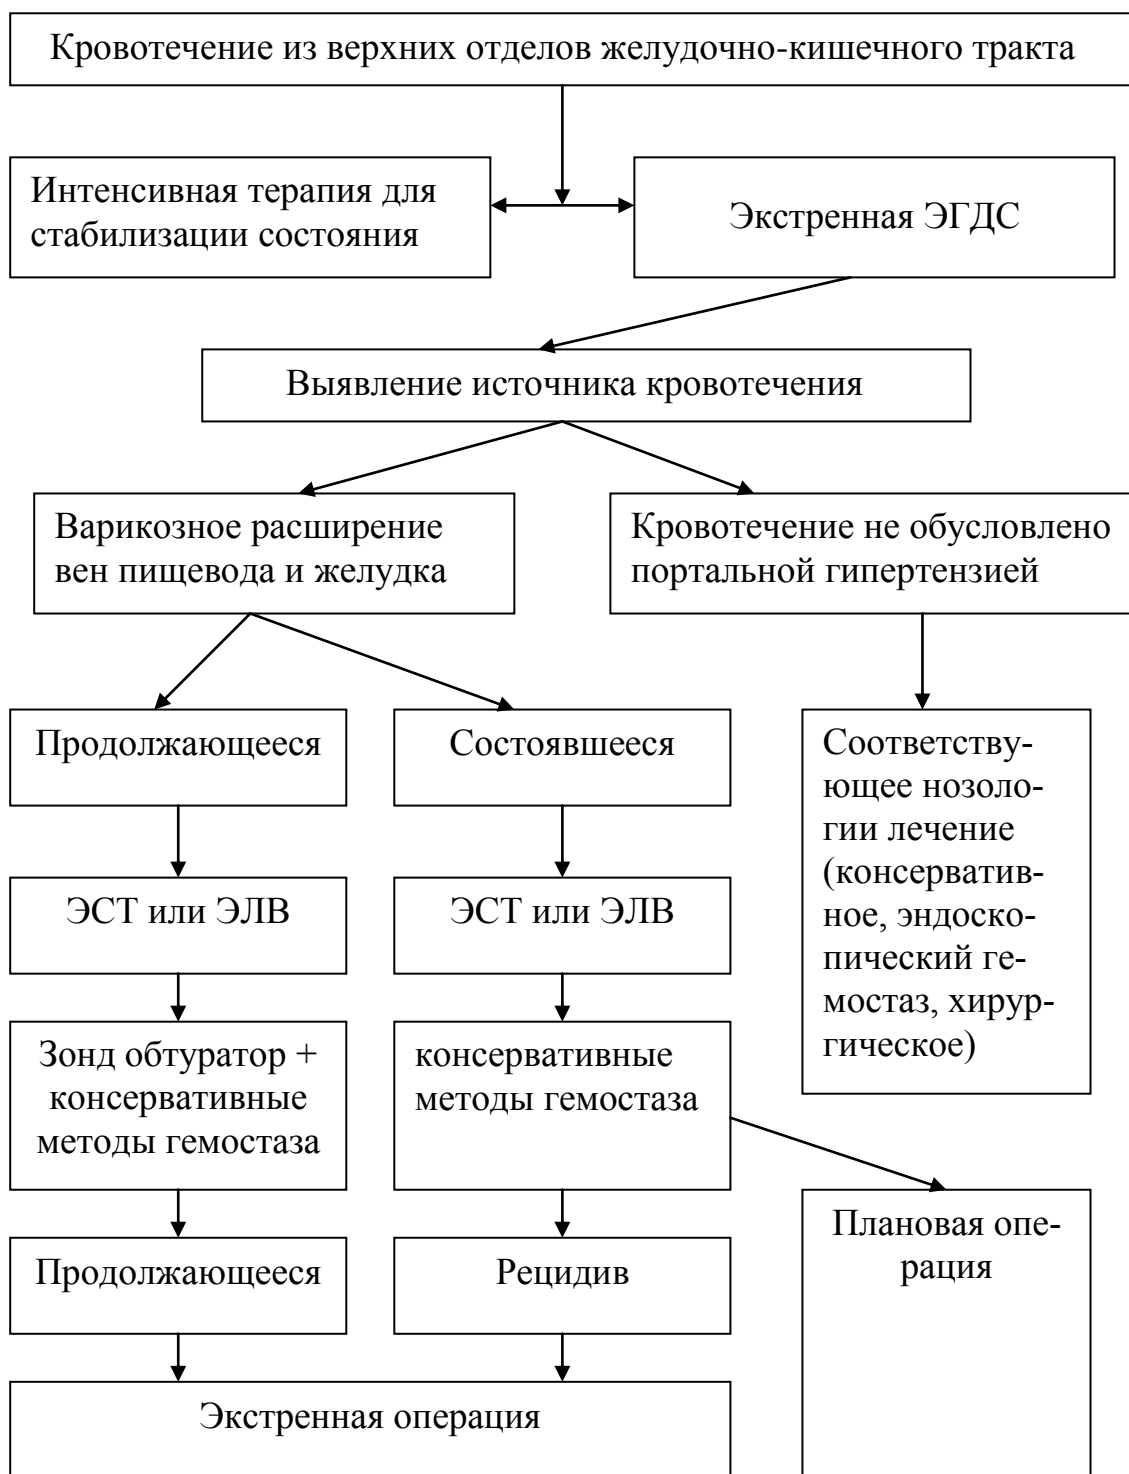 Кровотечение из верхних отделов желудочно-кишечного тракта
Интенсивная терапия для
стабилизации состояния
Экстренная ЭГДС
Выявление источника кровотечения
Варикозное расширение
вен пищевода и желудка
Кровотечение не обусловлено
портальной гипертензией
Продолжающееся
Состоявшееся
Соответству-
ющее нозоло-
гии лечение
(консерватив-
ное, эндоско-
пический ге-
мостаз, хирур-
гическое)
ЭСТ или ЭЛВ
ЭСТ или ЭЛВ
Зонд обтуратор +
консервативные
методы гемостаза
консервативные
методы гемостаза
Плановая опе-
рация
Продолжающееся
Рецидив
Экстренная операция